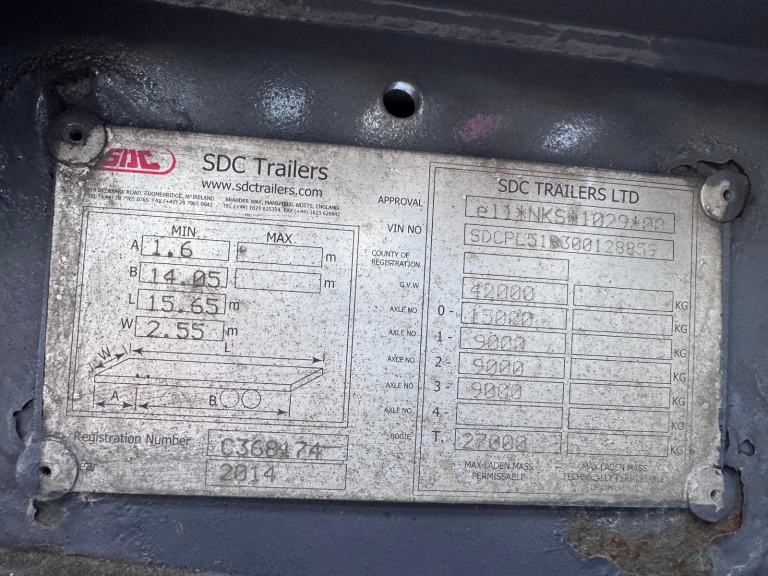 SDC
SDC Trailers
www.sdctrailers.com
MIN MAX
A 1.6 m
B 14.05 m
L 15.65 m
W 2.55 m
W L
A B
Registration Number C368174
2014
SDC TRAILERS LTD
APPROVAL e11*NKS*1029*00
VIN NO
COUNTY OF
REGISTRATION
G.V.W 42000 KG
AXLE NO 0- 15000 KG
AXLE NO 1- 9000 KG
AXLE NO 2- 9000 KG
AXLE NO 3- 9000 KG
AXLE NO 4. KG
BOGIE T. 27000 KG
MAX LADEN MASS
PERMISSABLE
MAX LADEN MASS
TECHNICALLY PERMISSABLE